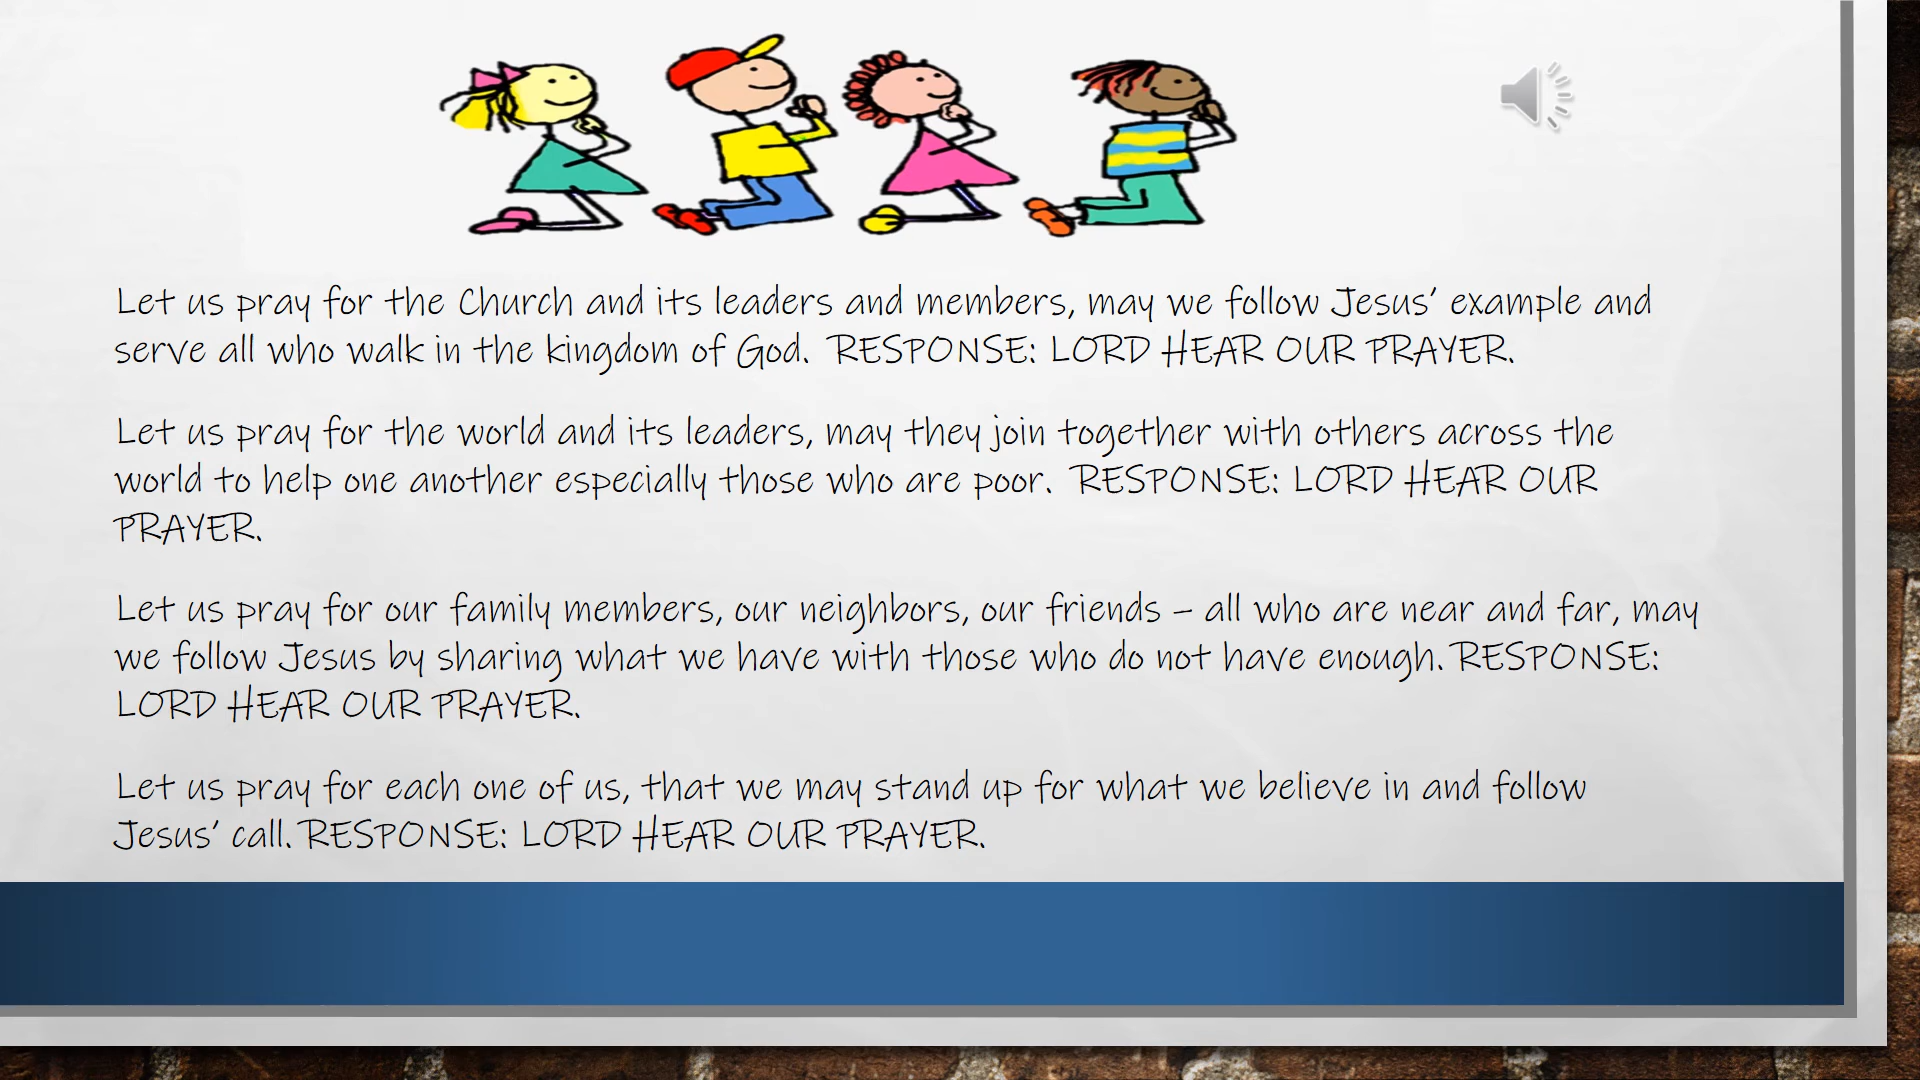 Let us pray for the Church and its leaders and members, may we follow Jesus’ example and
serve all who walk in the kingdom of God. RESPONSE: LORD HEAR OUR PRAYER.
Let us pray for the world and its leaders, may they join together with others across the
world to help one another especially those who are poor. RESPONSE: LORD HEAR OUR
PRAYER.
Let us pray for our family members, our neighbors, our friends – all who are near and far, may
we follow Jesus by sharing what we have with those who do not have enough. RESPONSE:
LORD HEAR OUR PRAYER.
Let us pray for each one of us, that we may stand up for what we believe in and follow
Jesus’ call. RESPONSE: LORD HEAR OUR PRAYER.